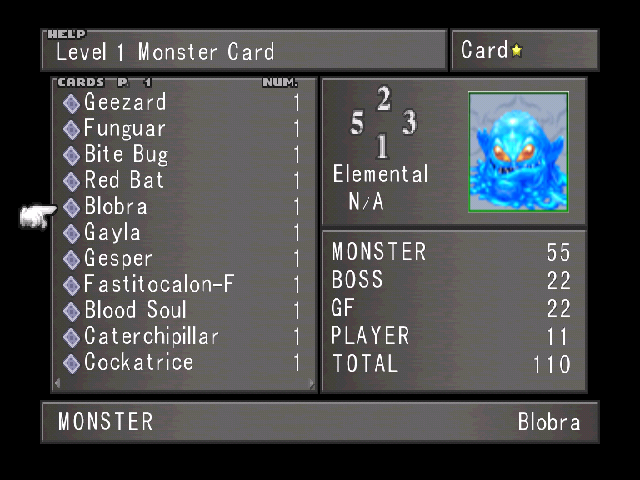 HELP
Level 1 Monster Card
Card★
CARDS P. 1 NUM.
Geezard 1
Funguar 1
Bite Bug 1
Red Bat 1
Blobra 1
Gayla 1
Gesper 1
Fastitocalon-F 1
Blood Soul 1
Caterchipillar 1
Cockatrice 1
2
5 3
1
Elemental
N/A
MONSTER 55
BOSS 22
GF 22
PLAYER 11
TOTAL 110
MONSTER Blobra